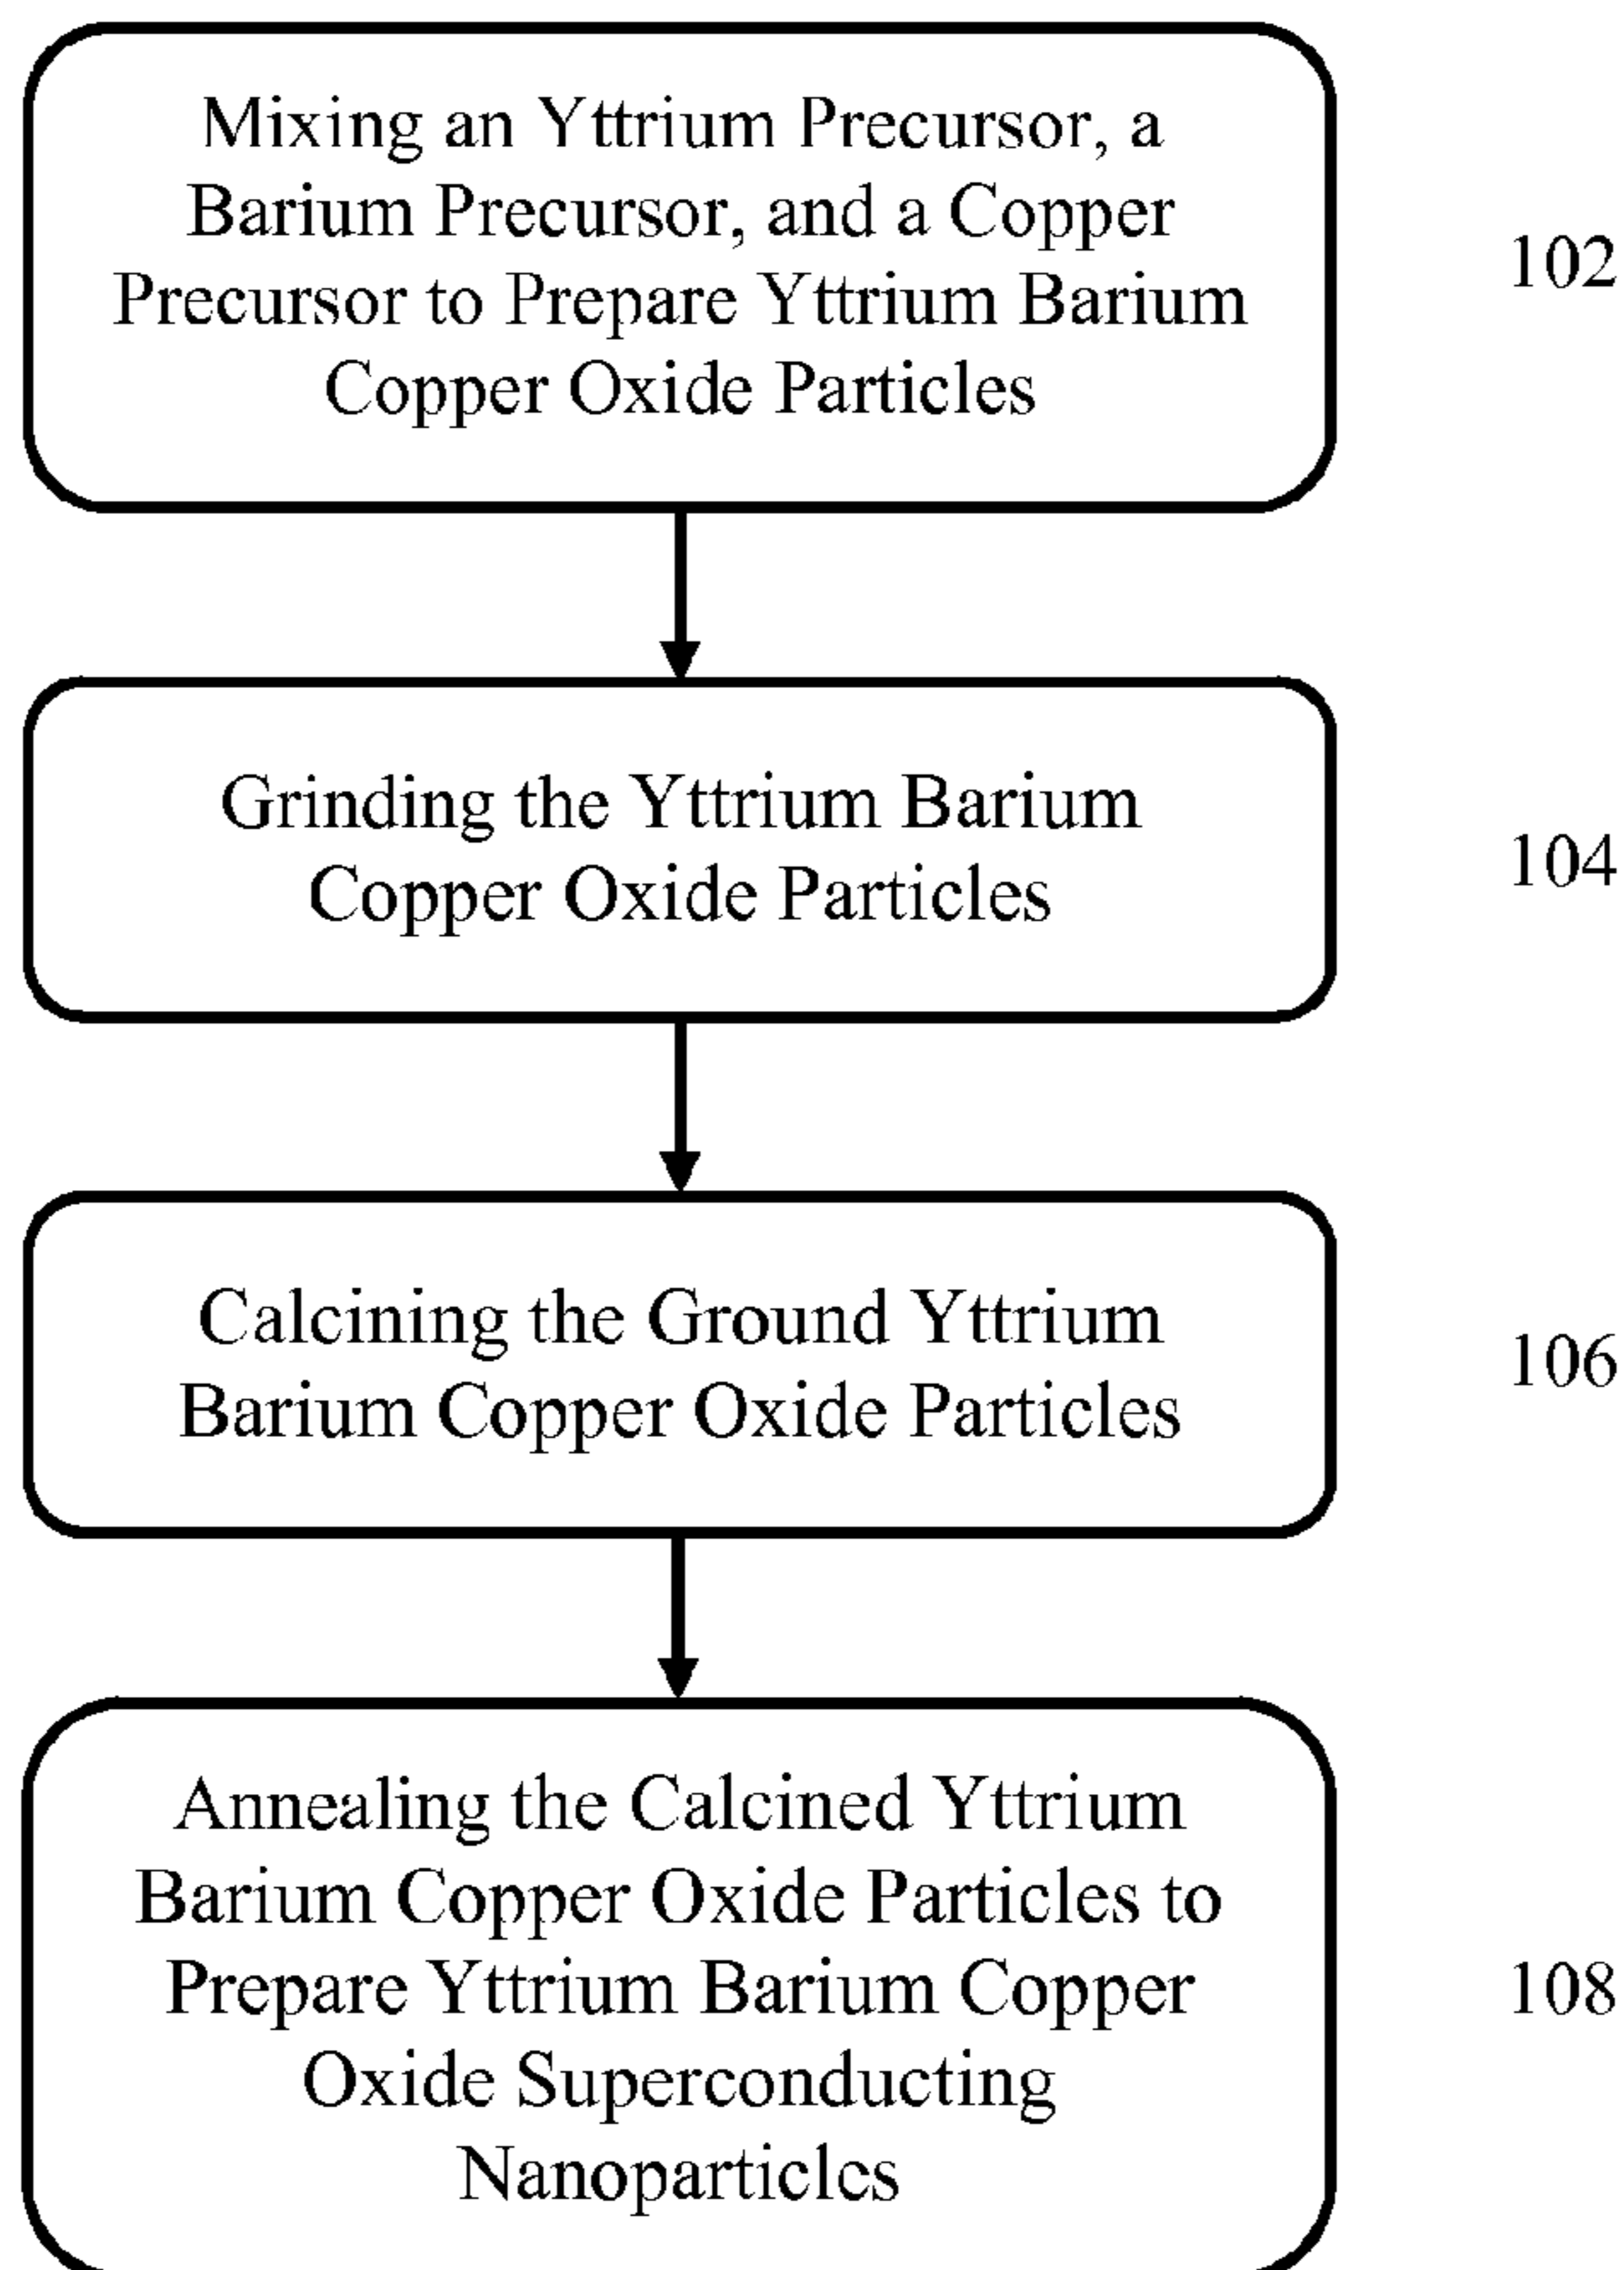 Mixing an Yttrium Precursor, a
Barium Precursor, and a Copper
Precursor to Prepare Yttrium Barium
Copper Oxide Particles
102
Grinding the Yttrium Barium
Copper Oxide Particles
104
Calcining the Ground Yttrium
Barium Copper Oxide Particles
106
Annealing the Calcined Yttrium
Barium Copper Oxide Particles to
Prepare Yttrium Barium Copper
Oxide Superconducting
Nanoparticles
108